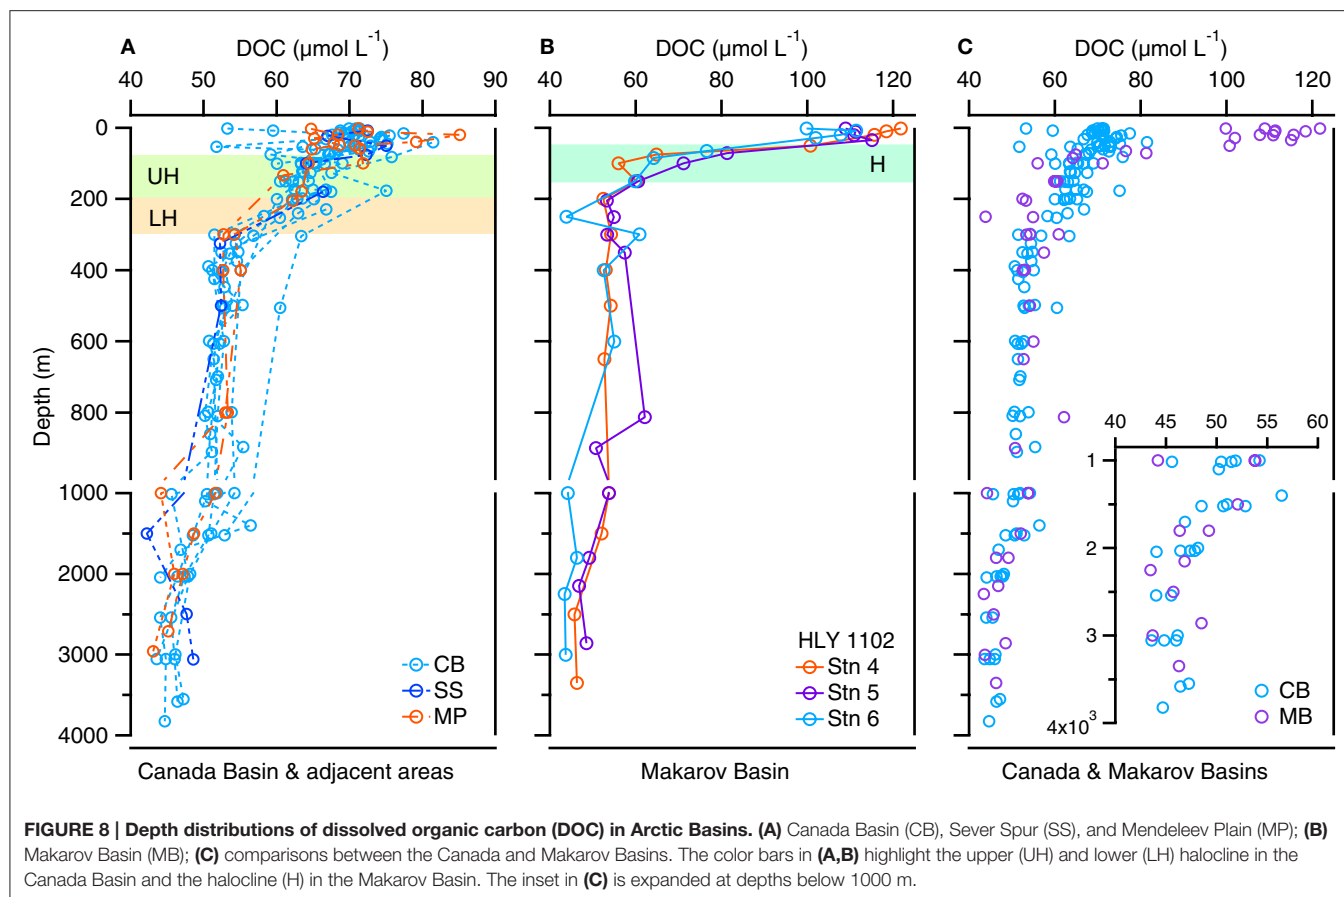 A DOC (μmol L-1) B DOC (μmol L-1) C DOC (μmol L-1)
40 50 60 70 80 90 40 60 80 100 120 40 60 80 100 120
0
UH
H
200
LH
400
Depth (m)
600
800
1000
2000
3000
4000
CB
SS
MP
HLY 1102
Stn 4
Stn 5
Stn 6
40 45 50 55 60
1
2
3
4x103
CB
MB
Canada Basin & adjacent areas Makarov Basin Canada & Makarov Basins
FIGURE 8 | Depth distributions of dissolved organic carbon (DOC) in Arctic Basins. (A) Canada Basin (CB), Sever Spur (SS), and Mendeleev Plain (MP); (B)
Makarov Basin (MB); (C) comparisons between the Canada and Makarov Basins. The color bars in (A,B) highlight the upper (UH) and lower (LH) halocline in the
Canada Basin and the halocline (H) in the Makarov Basin. The inset in (C) is expanded at depths below 1000 m.